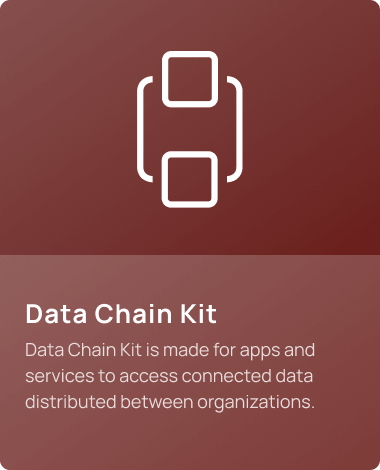 Data Chain Kit
Data Chain Kit is made for apps and
services to access connected data
distributed between organizations.